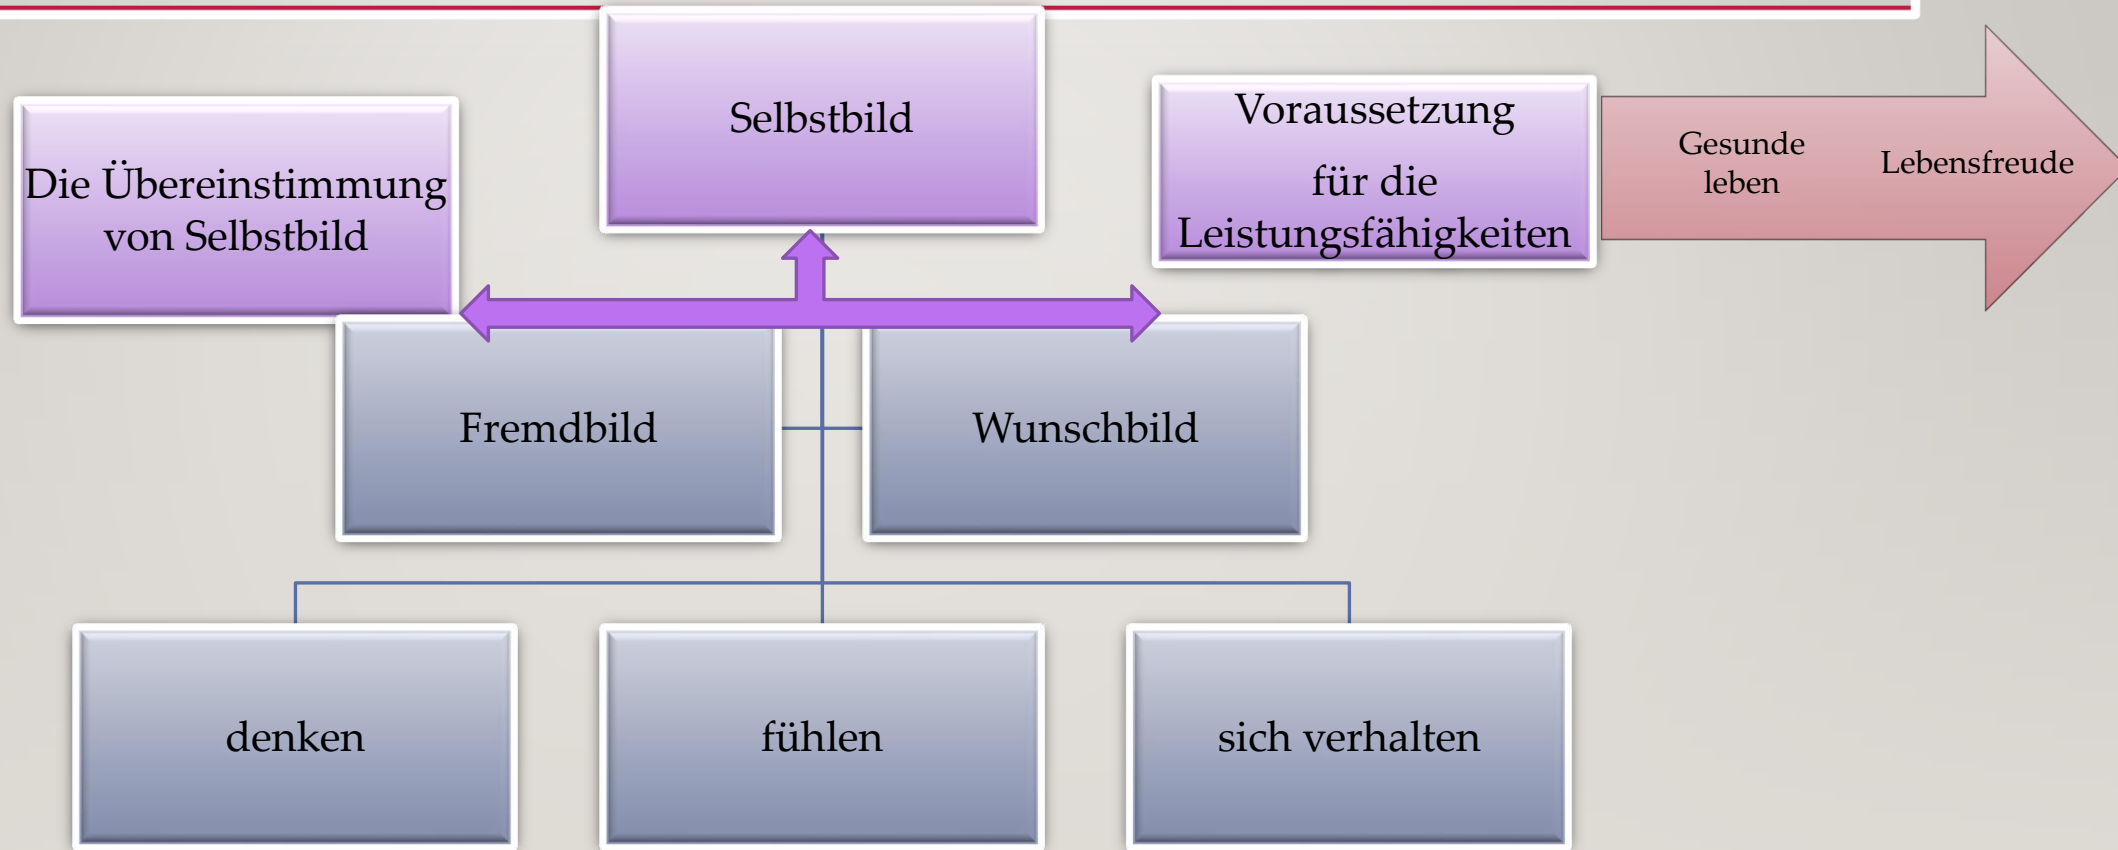 Selbstbild
Die Übereinstimmung
von Selbstbild
Voraussetzung
für die
Leistungsfähigkeiten
Gesunde
leben
Lebensfreude
Fremdbild
Wunschbild
denken
fühlen
sich verhalten